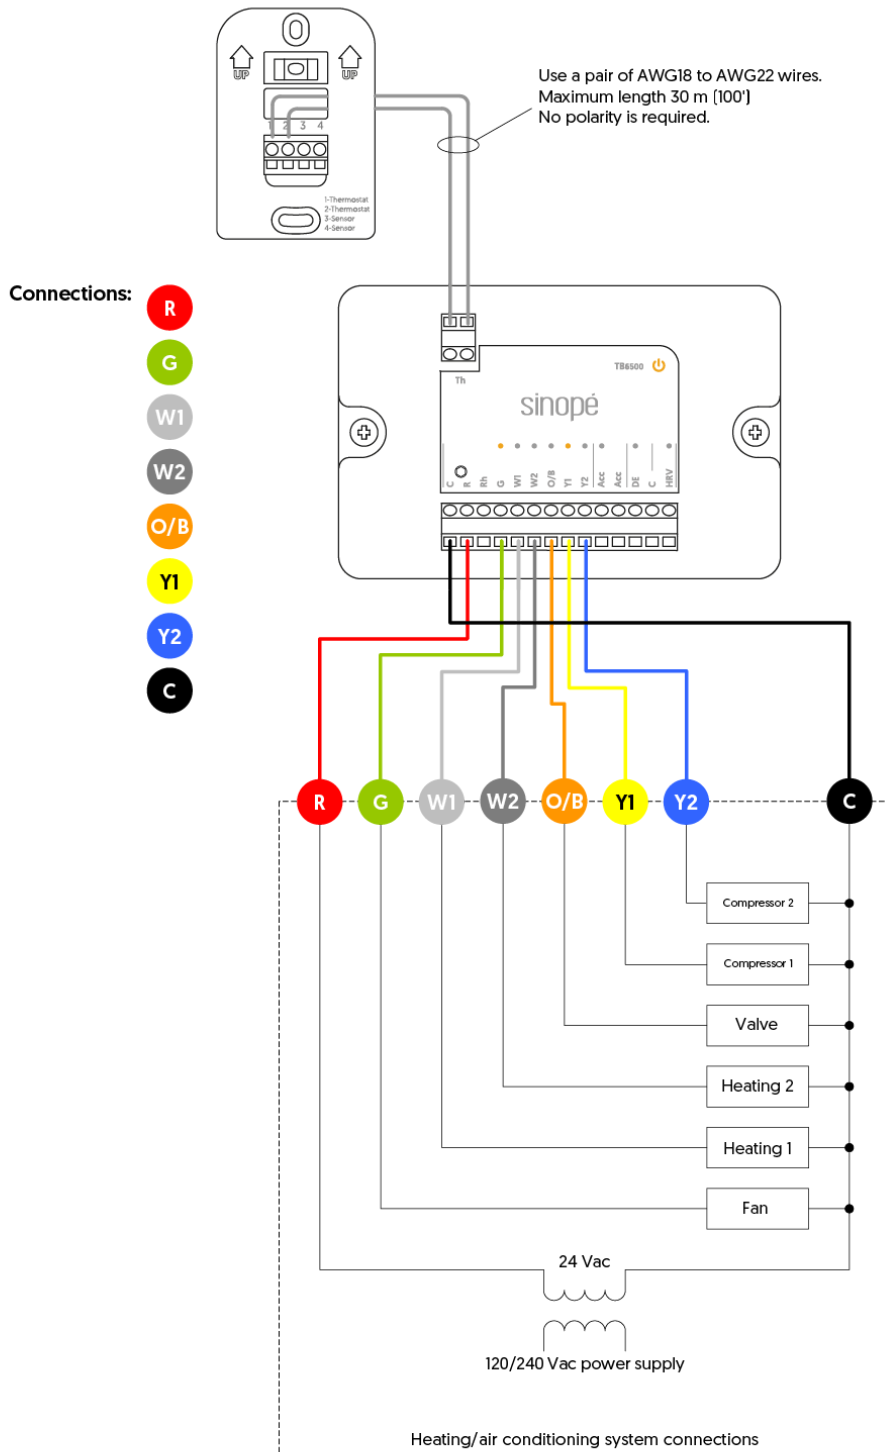 UP
UP
1 2 3 4
1-Thermostat
2-Thermostat
3-Sensor
4-Sensor
Use a pair of AWG18 to AWG22 wires.
Maximum length 30 m (100')
No polarity is required.
Connections:
R
G
W1
W2
O/B
Y1
Y2
C
Th
TB6500
sinopé
C R Rh G W1 W2 O/B Y1 Y2 Acc Acc DE C HRV
R G W1 W2 O/B Y1 Y2 C
Compressor 2
Compressor 1
Valve
Heating 2
Heating 1
Fan
24 Vac
120/240 Vac power supply
Heating/air conditioning system connections